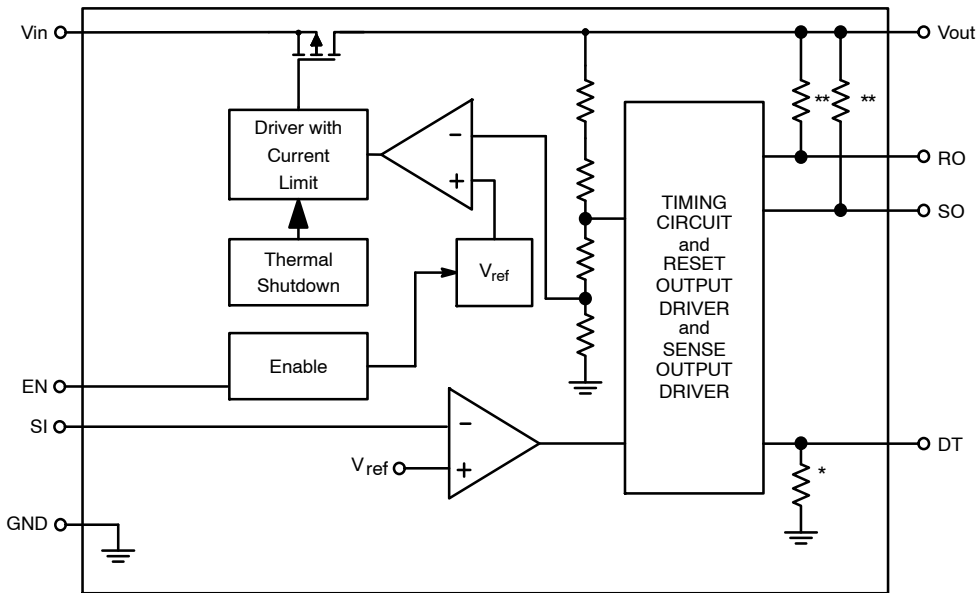 Vin
Vout
**
**
Driver with
Current
Limit
−
+
RO
SO
TIMING
CIRCUIT
and
RESET
OUTPUT
DRIVER
and
SENSE
OUTPUT
DRIVER
Thermal
Shutdown
Vref
Enable
EN
SI
−
Vref
+
DT
*
GND